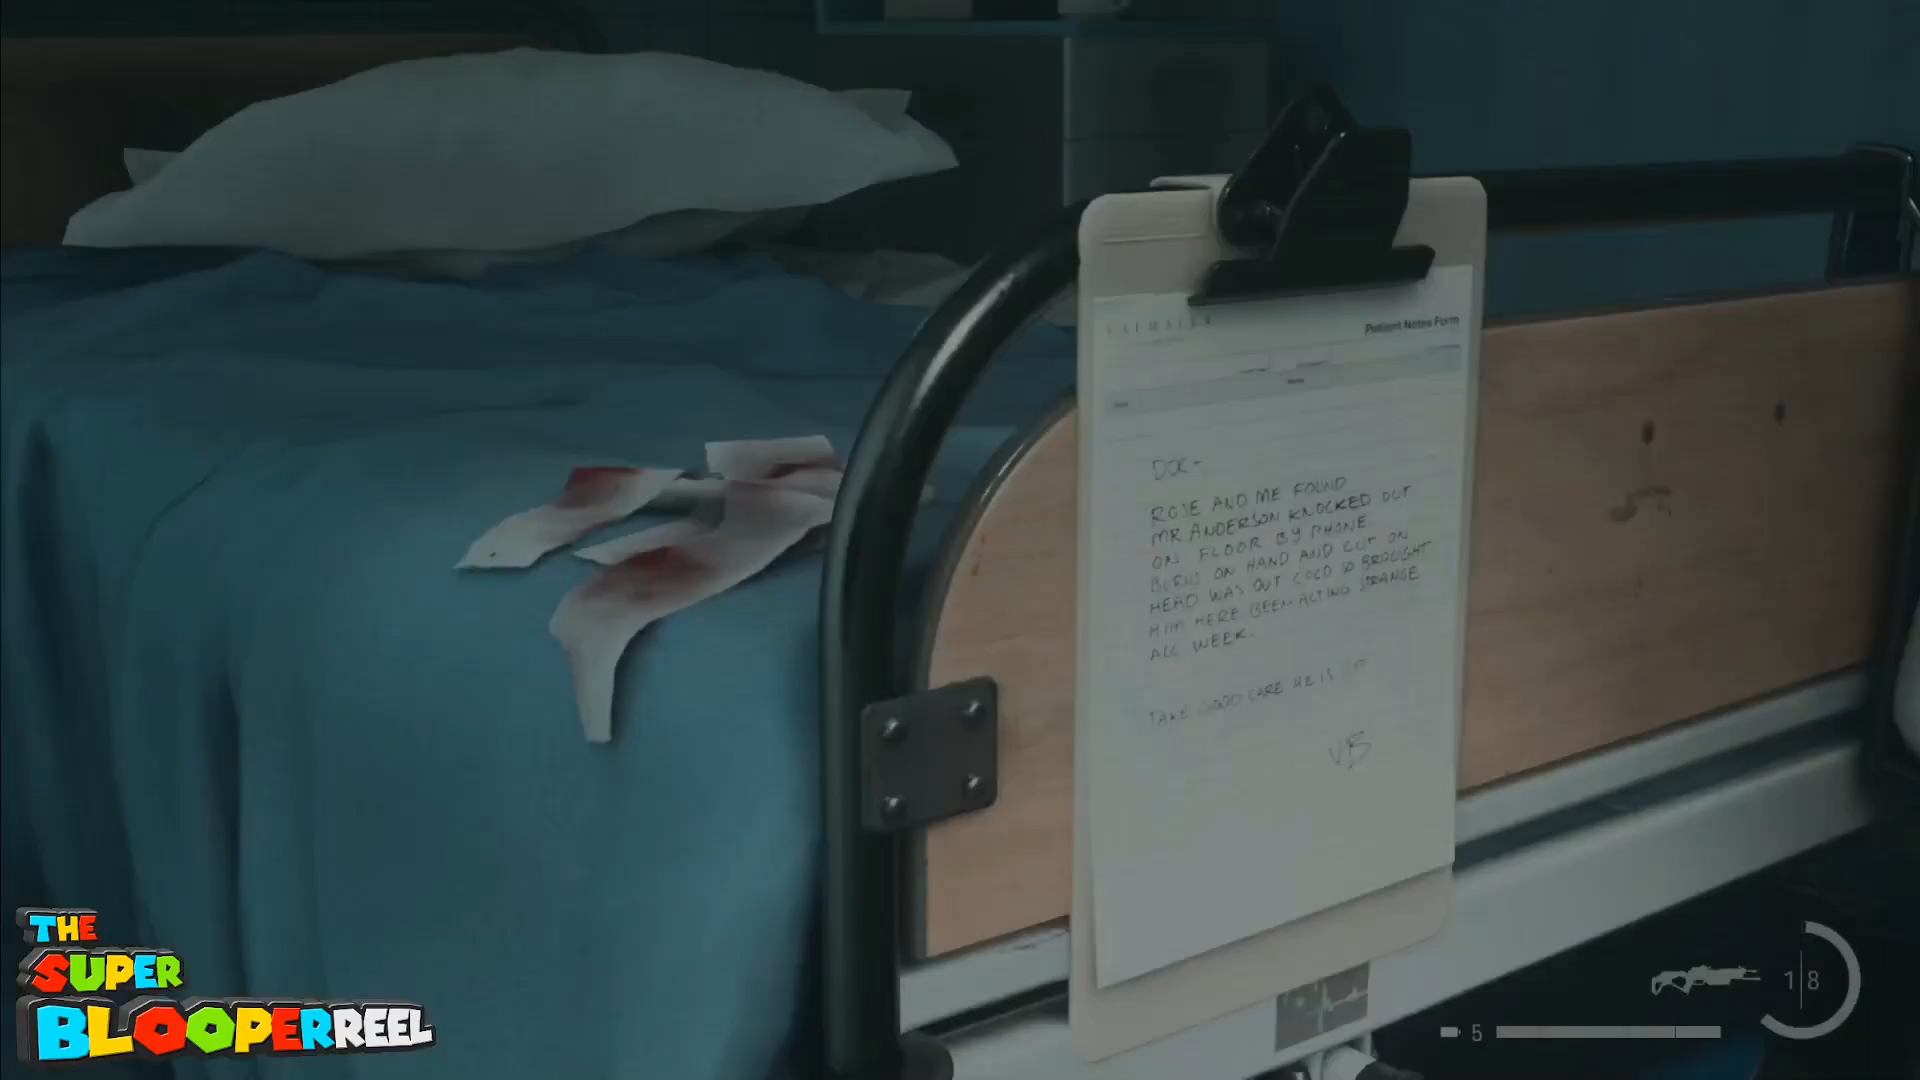 VALHALLA
Patient Notes Form
DOC-
ROSE AND ME FOUND
MR ANDERSON KNOCKED OUT
ON FLOOR BY PHONE
BURNS ON HAND AND CUT ON
HEAD WAS OUT COLD SO BROUGHT
HIM HERE BEEN ACTING STRANGE
ALL WEEK.
TAKE GOOD CARE HE IS
VB
THE
SUPER
BLOOPERREEL
1|8
5